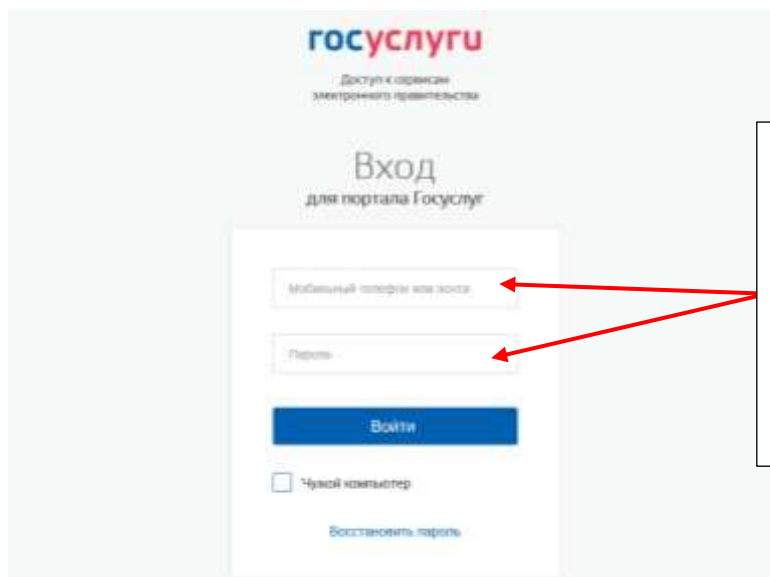 госуслуги
Доступ к сервисам
электронного правительства
Вход
для портала Госуслуг
Мобильный телефон или почта
Пароль
Войти
Чужой компьютер
Восстановить пароль